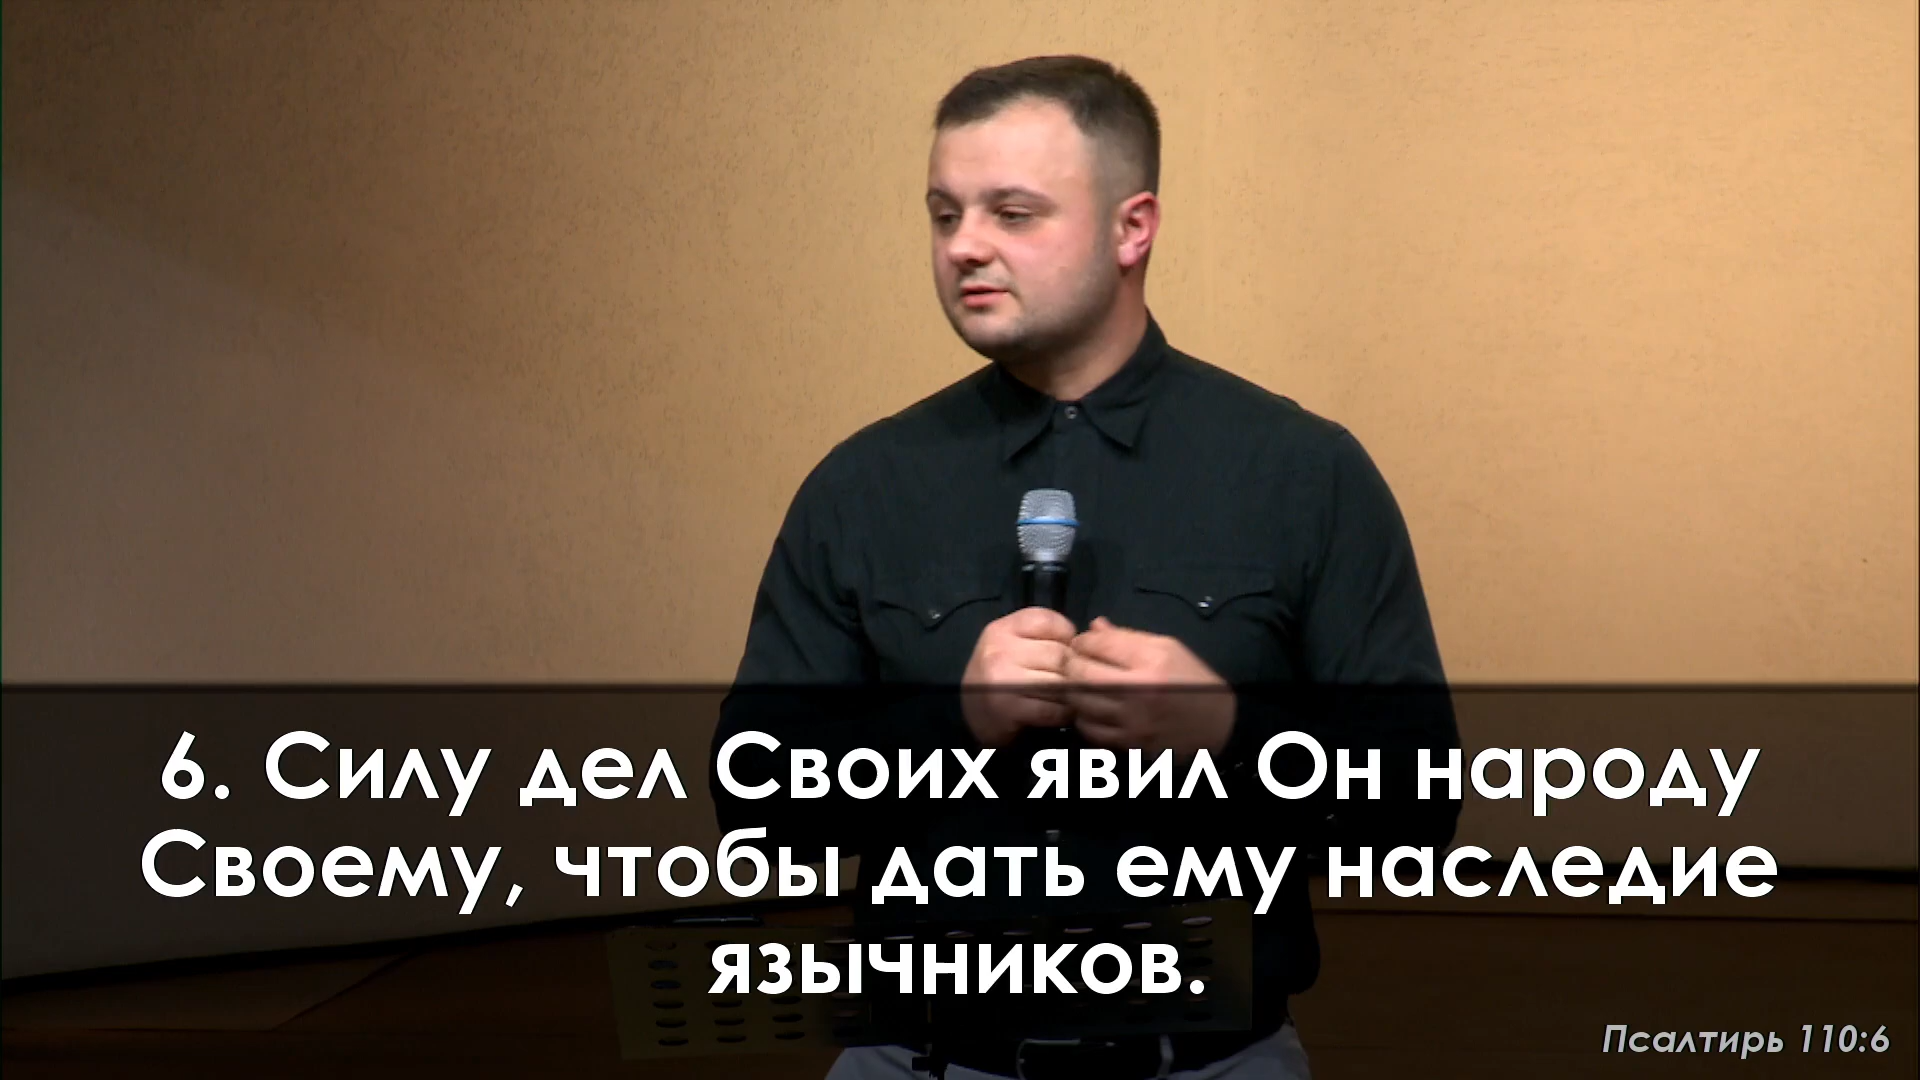 6. Силу дел Своих явил Он народу
Своему, чтобы дать ему наследие
язычников.
Псалтирь 110:6